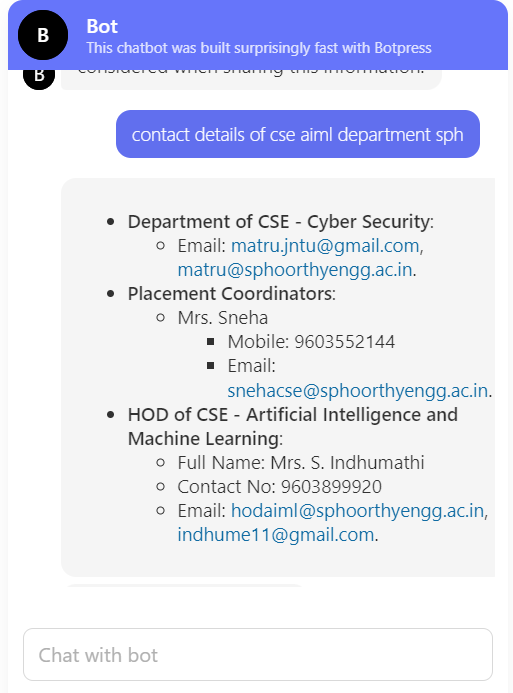 B
Bot
This chatbot was built surprisingly fast with Botpress
B
considered when sharing this information.
contact details of cse aiml department sph
Department of CSE - Cyber Security:
Email: matru.jntu@gmail.com,
matru@sphoorthyengg.ac.in.
Placement Coordinators:
Mrs. Sneha
Mobile: 9603552144
Email:
snehacse@sphoorthyengg.ac.in.
HOD of CSE - Artificial Intelligence and
Machine Learning:
Full Name: Mrs. S. Indhumathi
Contact No: 9603899920
Email: hodaiml@sphoorthyengg.ac.in,
indhume11@gmail.com.
Chat with bot